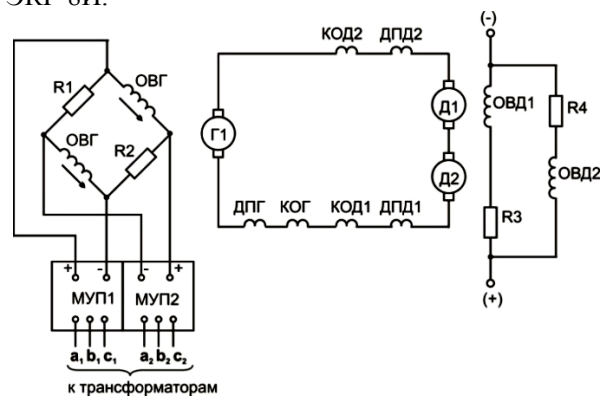 ЭКГ-8И.
КОД2 ДПД2
(-)
R1
ОВГ
ОВГ
R2
Г1
Д1
Д2
ОВД1
R4
ОВД2
R3
ДПГ КОГ КОД1 ДПД1
(+)
+ - - +
МУП1 МУП2
a1 b1 c1 a2 b2 c2
к трансформаторам